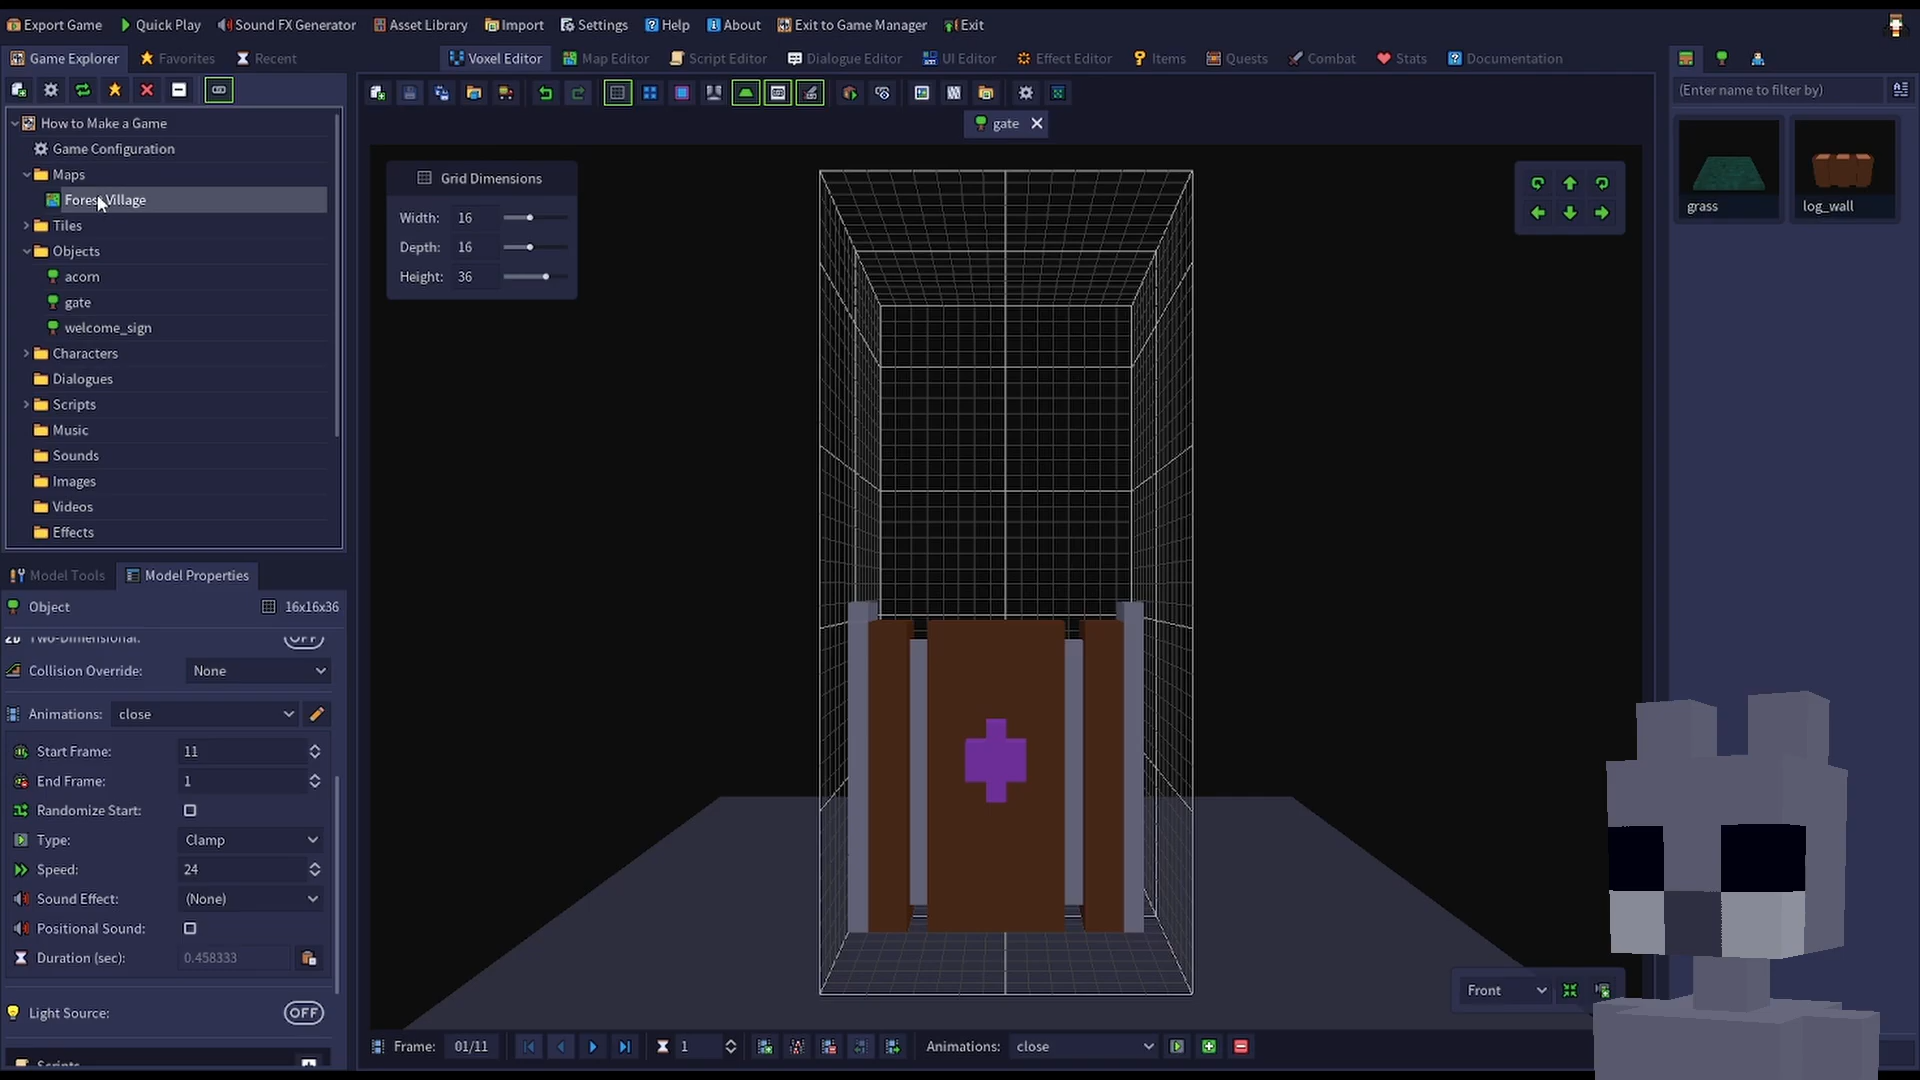 Export Game Quick Play Sound FX Generator Asset Library Import Settings Help About Exit to Game Manager Exit
Game Explorer Favorites Recent Voxel Editor Map Editor Script Editor Dialogue Editor UI Editor Effect Editor Items Quests Combat Stats Documentation
(Enter name to filter by)
gate
How to Make a Game
Game Configuration
Maps
Forest Village
Tiles
Objects
acorn
gate
welcome_sign
Characters
Dialogues
Scripts
Music
Sounds
Images
Videos
Effects
Grid Dimensions
Width: 16
Depth: 16
Height: 36
grass log_wall
Model Tools Model Properties
Object 16x16x36
2D Two-Dimensional: OFF
Collision Override: None
Animations: close
Start Frame: 11
End Frame: 1
Randomize Start:
Type: Clamp
Speed: 24
Sound Effect: (None)
Positional Sound:
Duration (sec): 0.458333
Light Source: OFF
Scripts
Front
Frame: 01/11 1 Animations: close